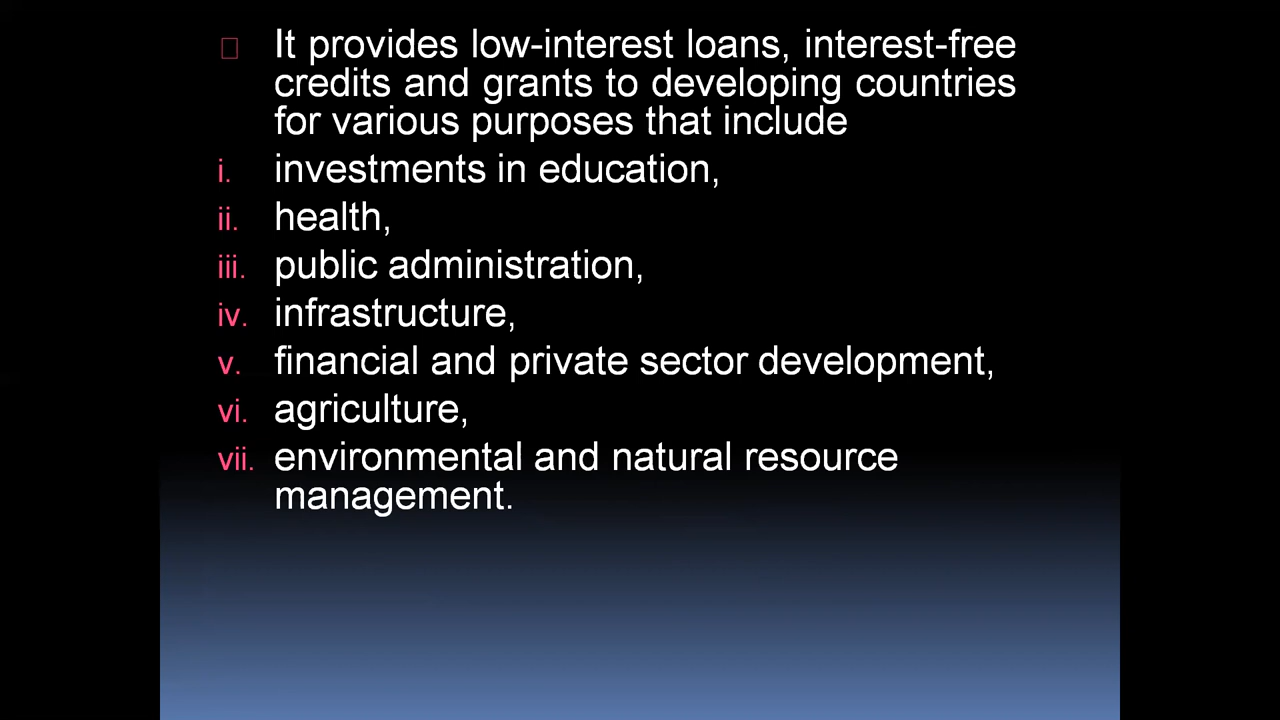 It provides low-interest loans, interest-free
credits and grants to developing countries
for various purposes that include
i. investments in education,
ii. health,
iii. public administration,
iv. infrastructure,
v. financial and private sector development,
vi. agriculture,
vii. environmental and natural resource
management.